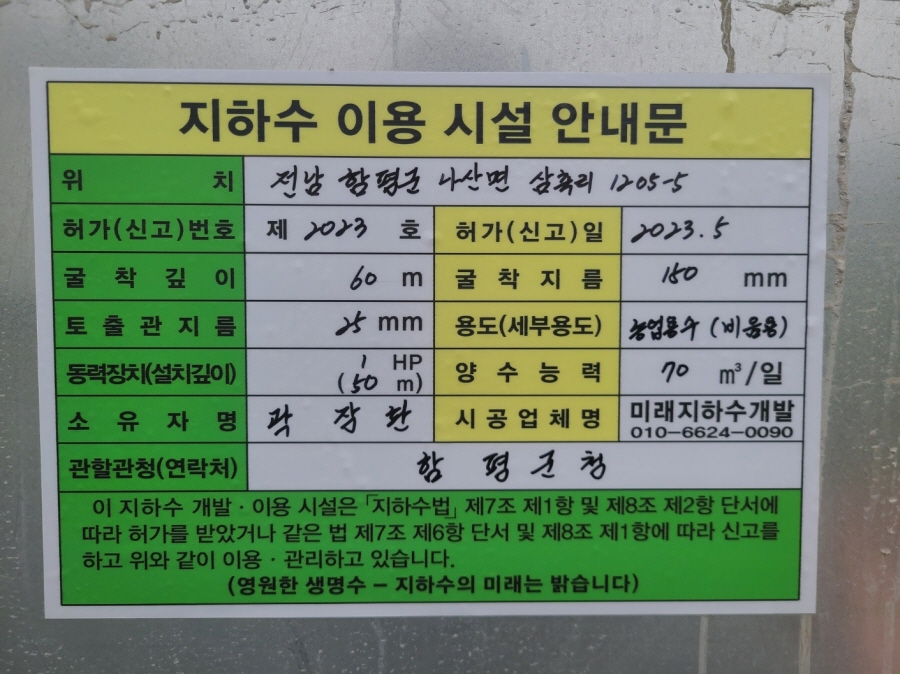 지하수 이용 시설 안내문
위 치 전남 함평군 나산면 삼축리 1205-5
허가(신고)번호 제 2023 호 허가(신고)일 2023.5
굴착깊이 60 m 굴착지름 150 mm
토출관지름 25 mm 용도(세부용도) 농업용수 (비음용)
동력장치(설치깊이) 1 HP (50 m) 양수능력 70 ㎥/일
소유자명 곽장환 시공업체명 미래지하수개발
010-6624-0090
관할관청(연락처) 함평군청
이 지하수 개발·이용 시설은 「지하수법」 제7조 제1항 및 제8조 제2항 단서에
따라 허가를 받았거나 같은 법 제7조 제6항 단서 및 제8조 제1항에 따라 신고를
하고 위와 같이 이용·관리하고 있습니다.
(영원한 생명수 – 지하수의 미래는 밝습니다)